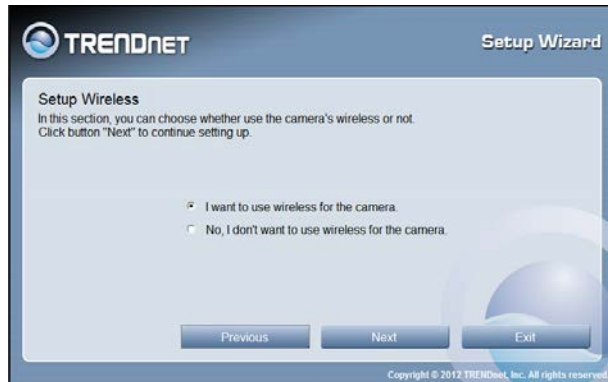 TRENDnet
Setup Wizard
Setup Wireless
In this section, you can choose whether use the camera's wireless or not.
Click button "Next" to continue setting up.
I want to use wireless for the camera.
No, I don't want to use wireless for the camera.
Previous
Next
Exit
Copyright © 2012 TRENDnet, Inc. All rights reserved.